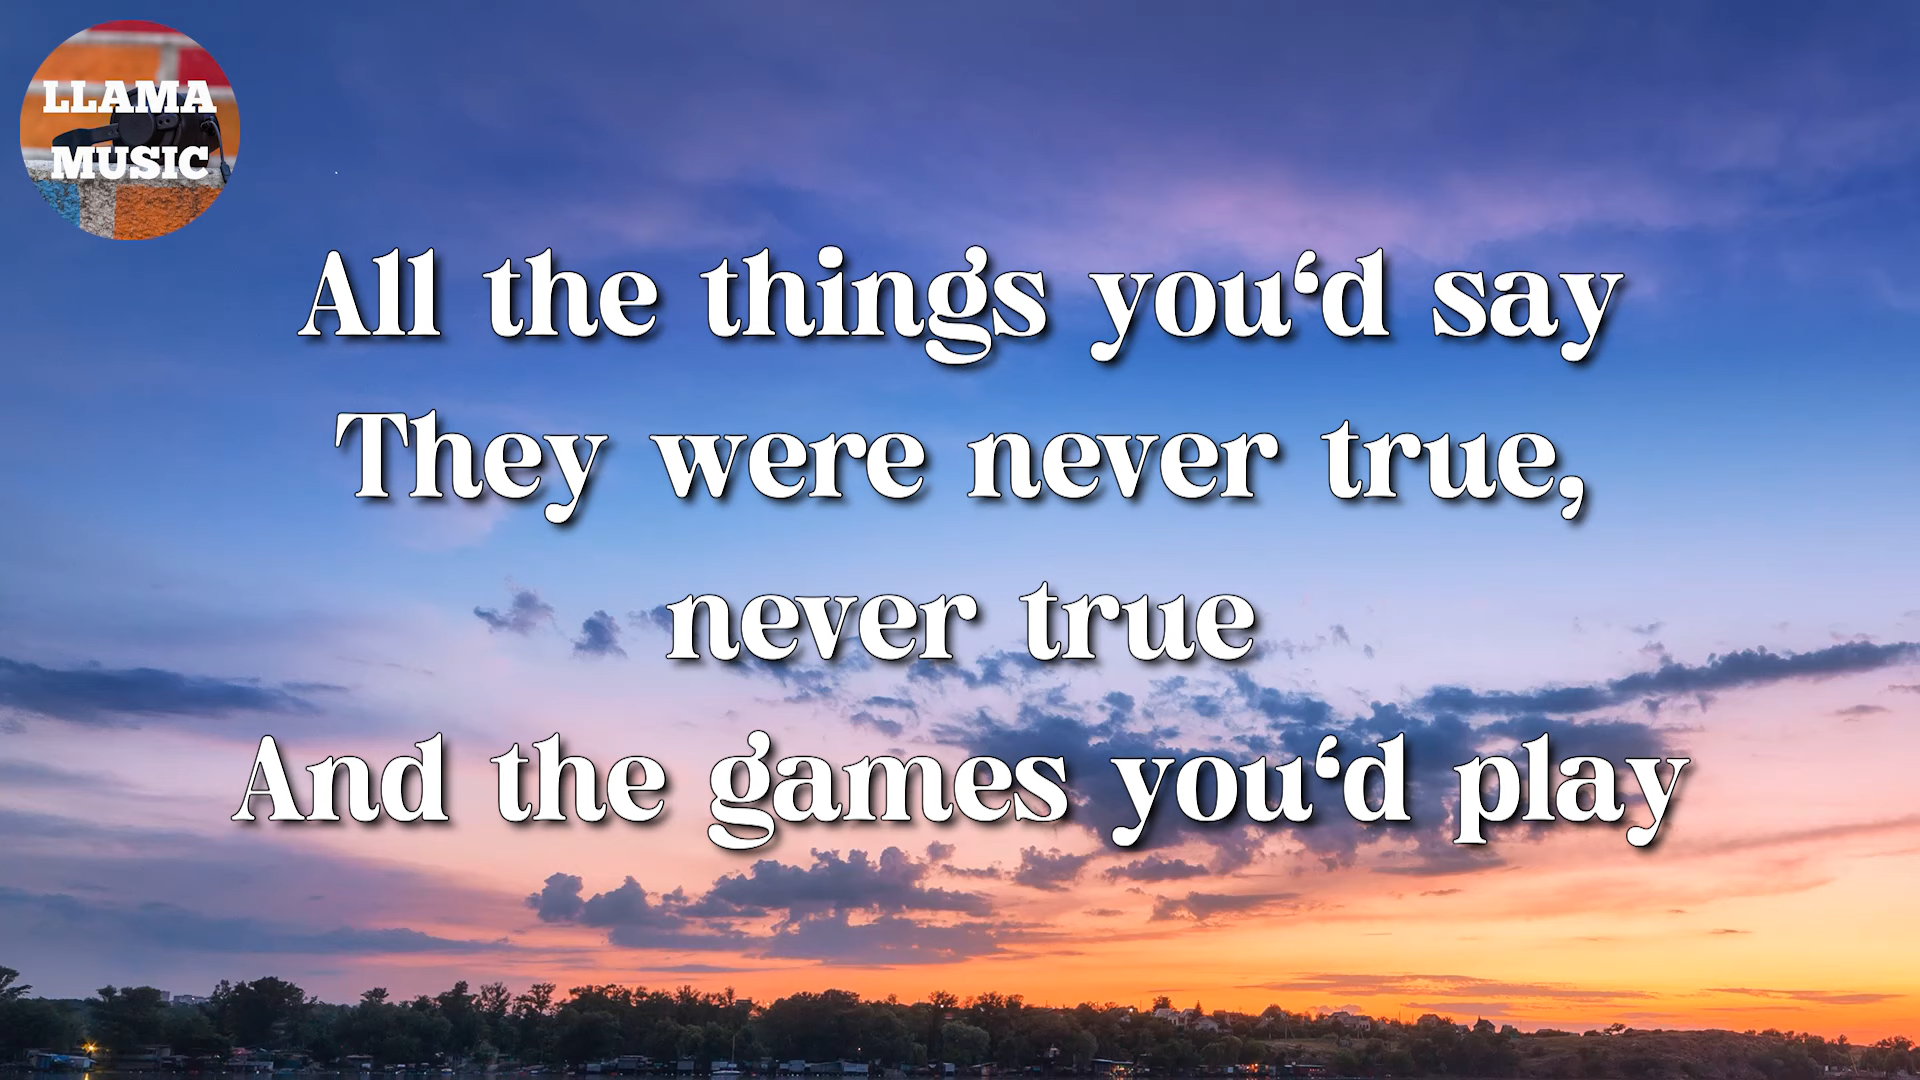 LLAMA
MUSIC
All the things you‘d say
They were never true,
never true
And the games you‘d play